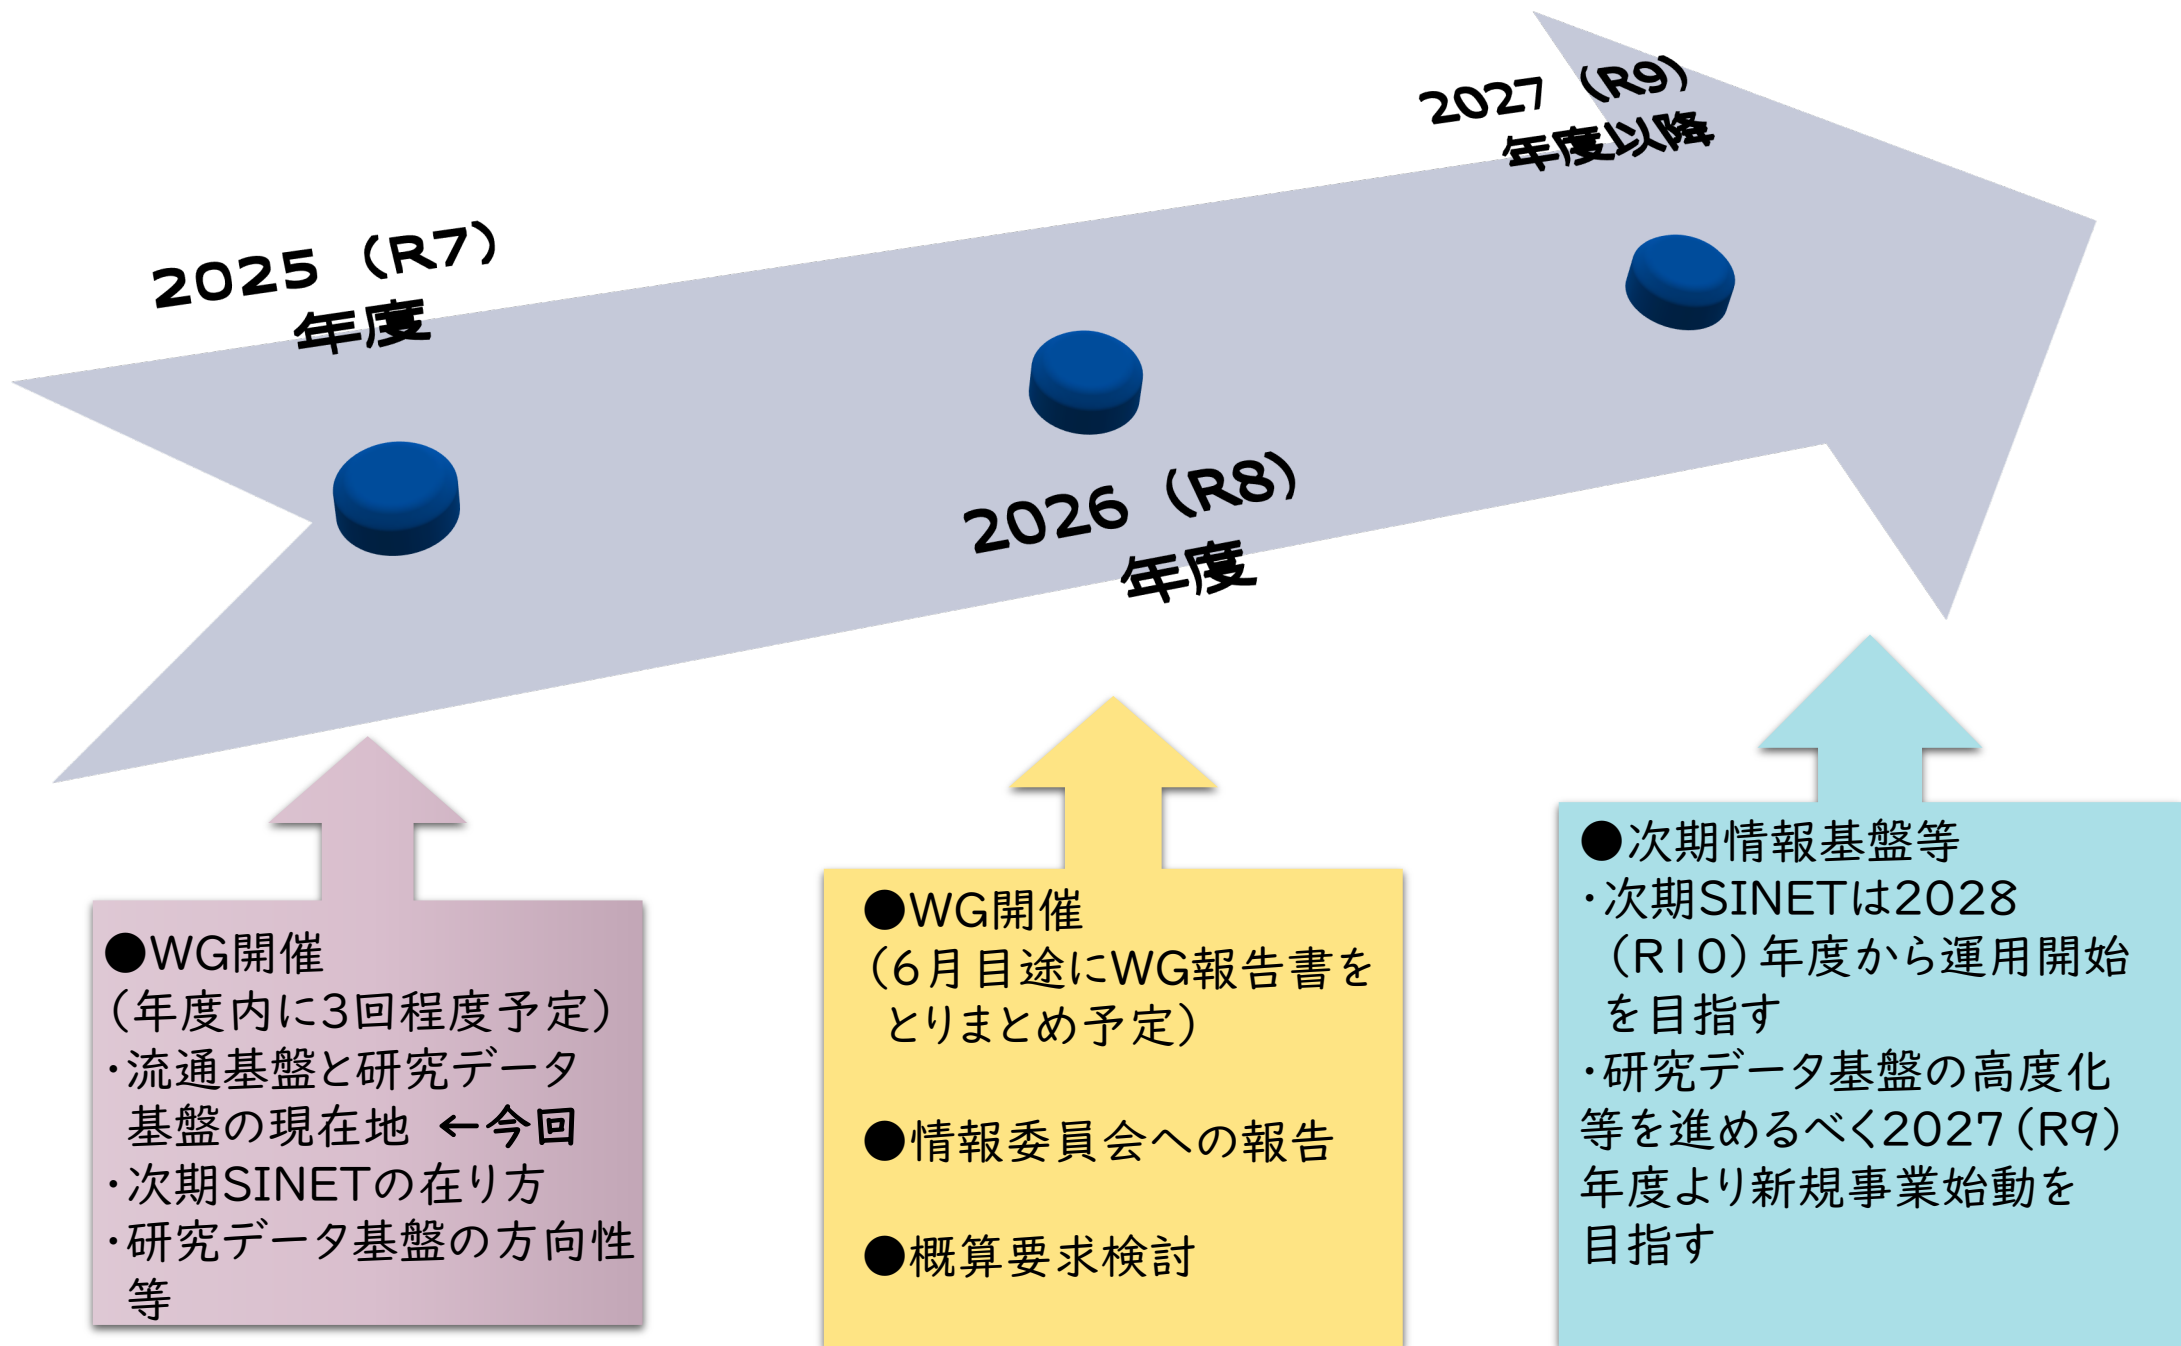 2025（R7）
年度
2026（R8）
年度
2027（R9）
年度以降
●WG開催
（年度内に3回程度予定）
・流通基盤と研究データ
基盤の現在地 ←今回
・次期SINETの在り方
・研究データ基盤の方向性
等
●WG開催
（6月目途にWG報告書を
とりまとめ予定）
●情報委員会への報告
●概算要求検討
●次期情報基盤等
・次期SINETは2028
（R10）年度から運用開始
を目指す
・研究データ基盤の高度化
等を進めるべく2027（R9）
年度より新規事業始動を
目指す